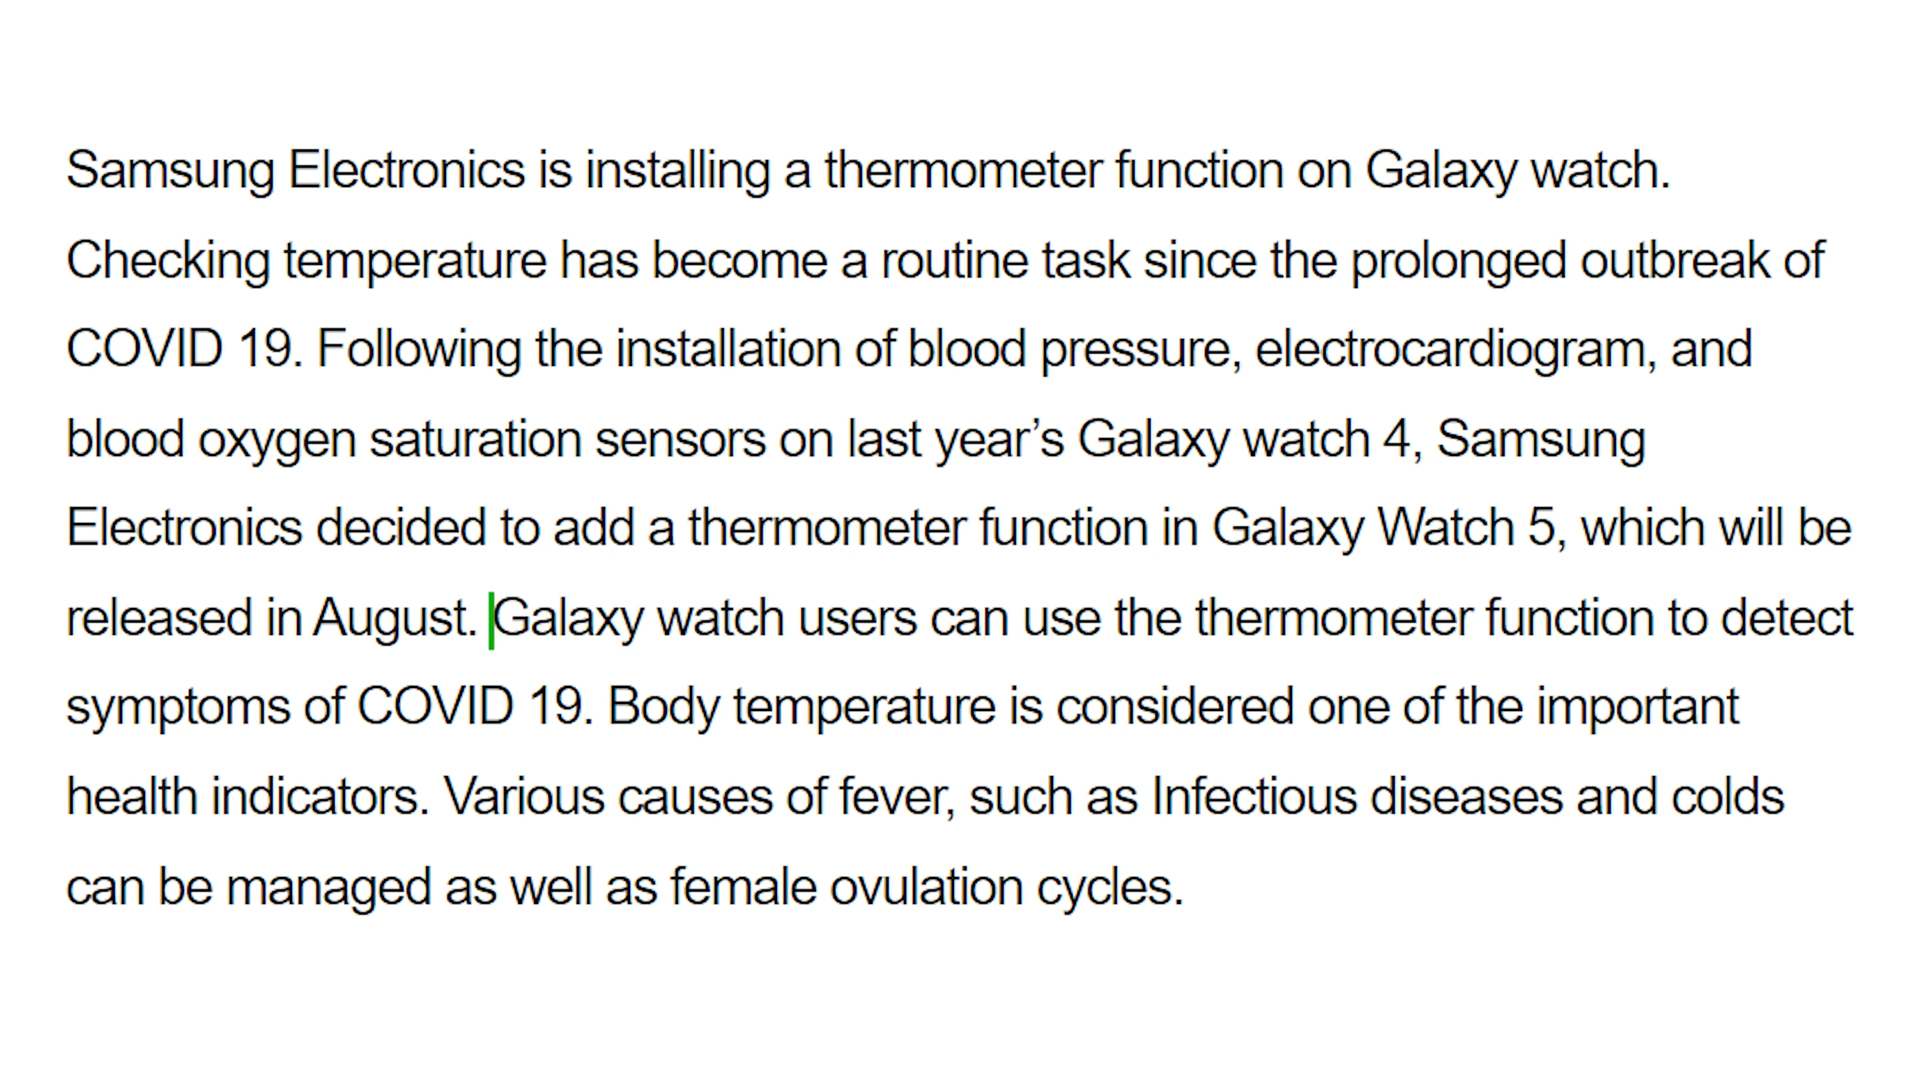 Samsung Electronics is installing a thermometer function on Galaxy watch.
Checking temperature has become a routine task since the prolonged outbreak of
COVID 19. Following the installation of blood pressure, electrocardiogram, and
blood oxygen saturation sensors on last year’s Galaxy watch 4, Samsung
Electronics decided to add a thermometer function in Galaxy Watch 5, which will be
released in August. Galaxy watch users can use the thermometer function to detect
symptoms of COVID 19. Body temperature is considered one of the important
health indicators. Various causes of fever, such as Infectious diseases and colds
can be managed as well as female ovulation cycles.